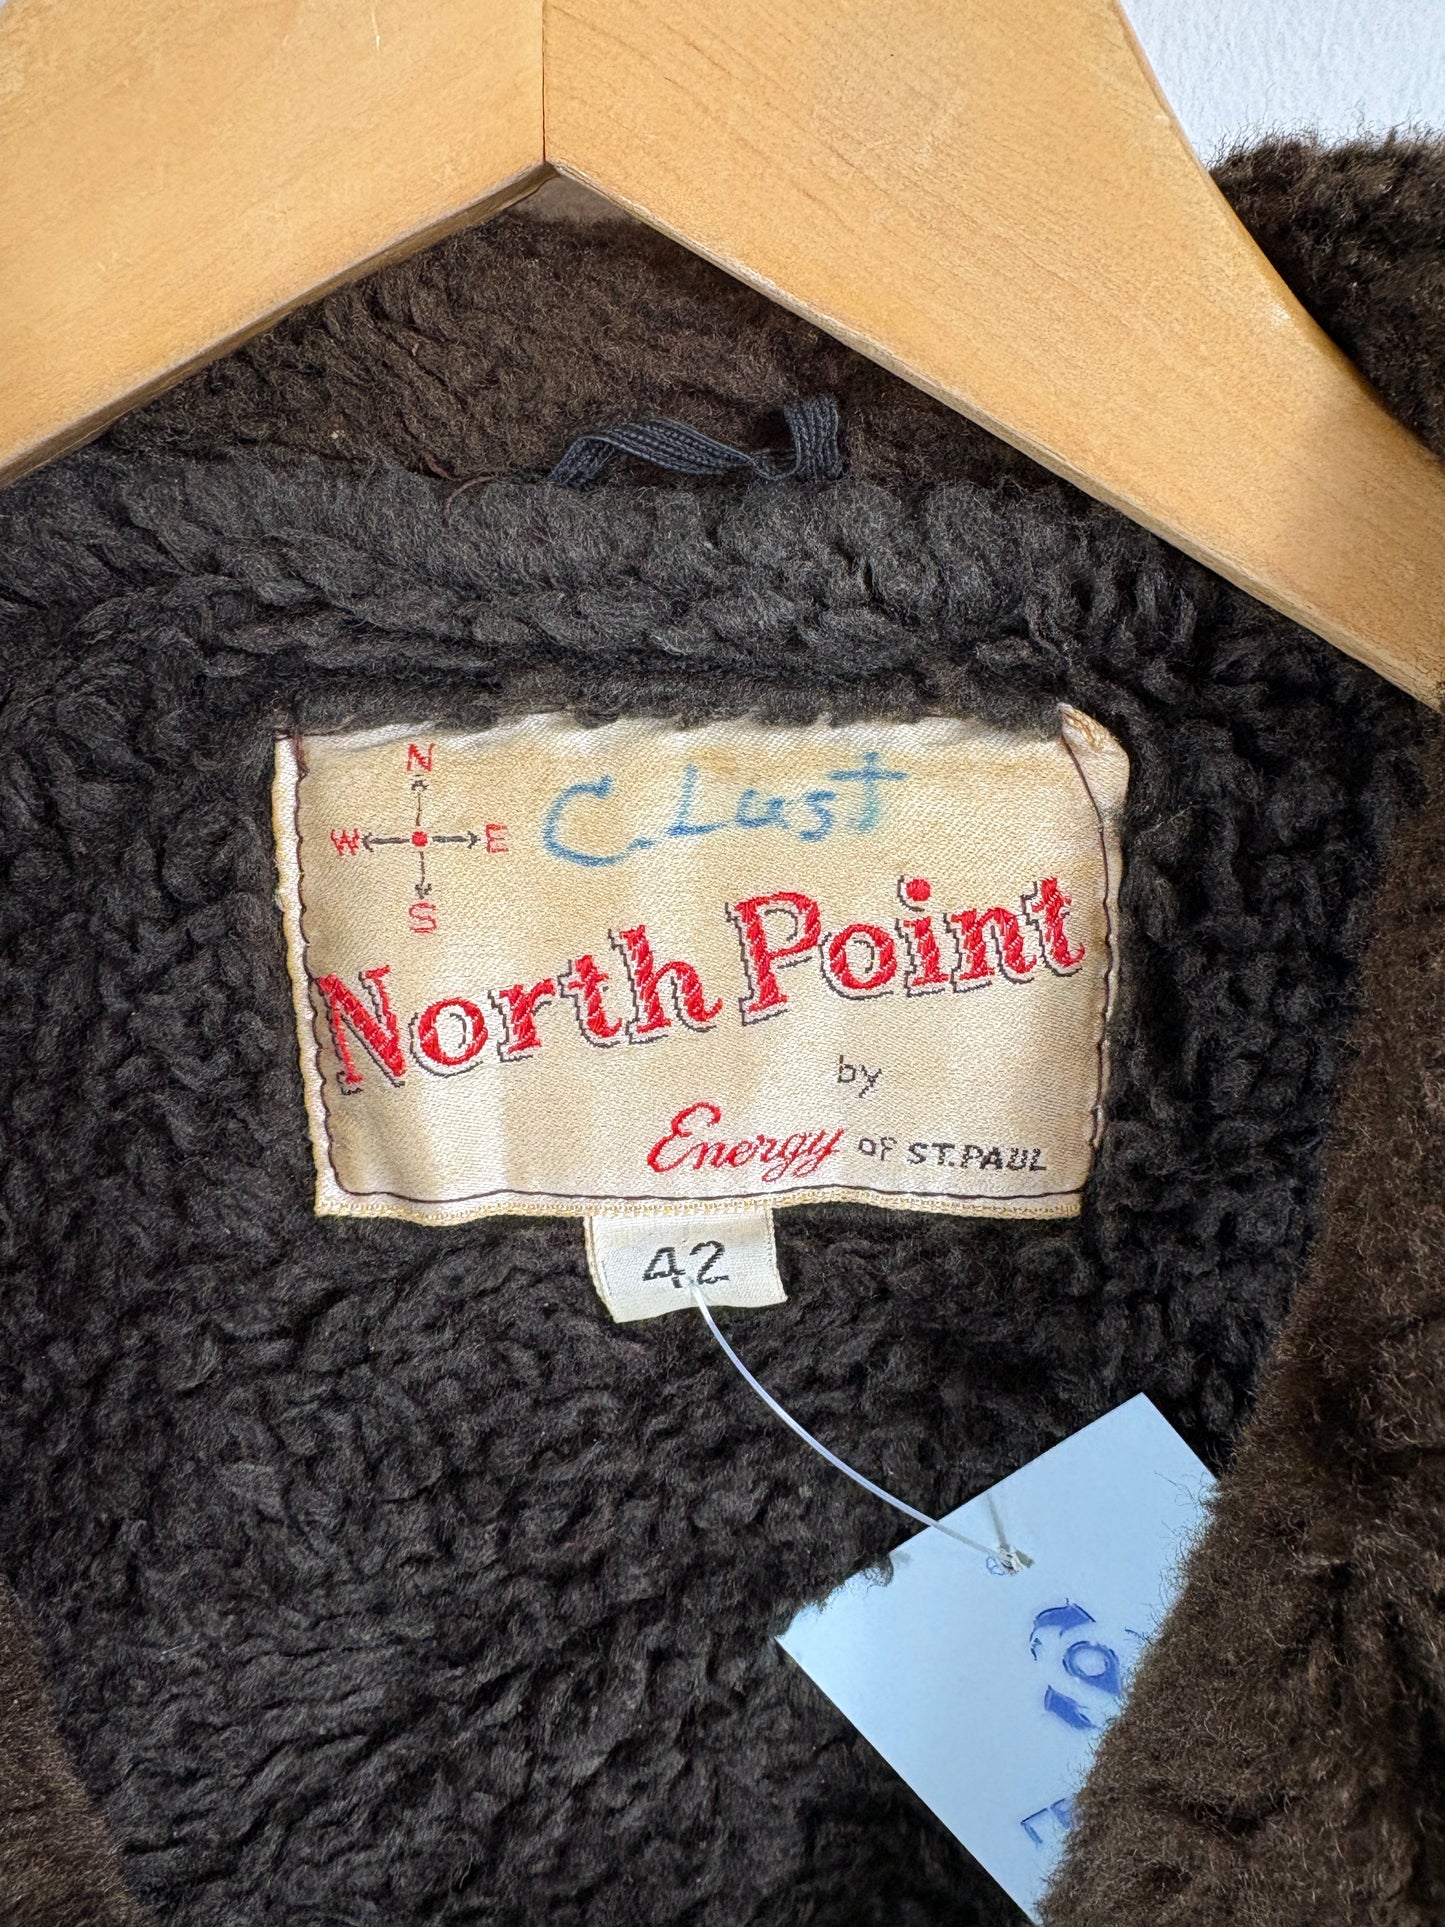 N
W E
S
C. Lust
North Point
by
Energy OF ST. PAUL
42